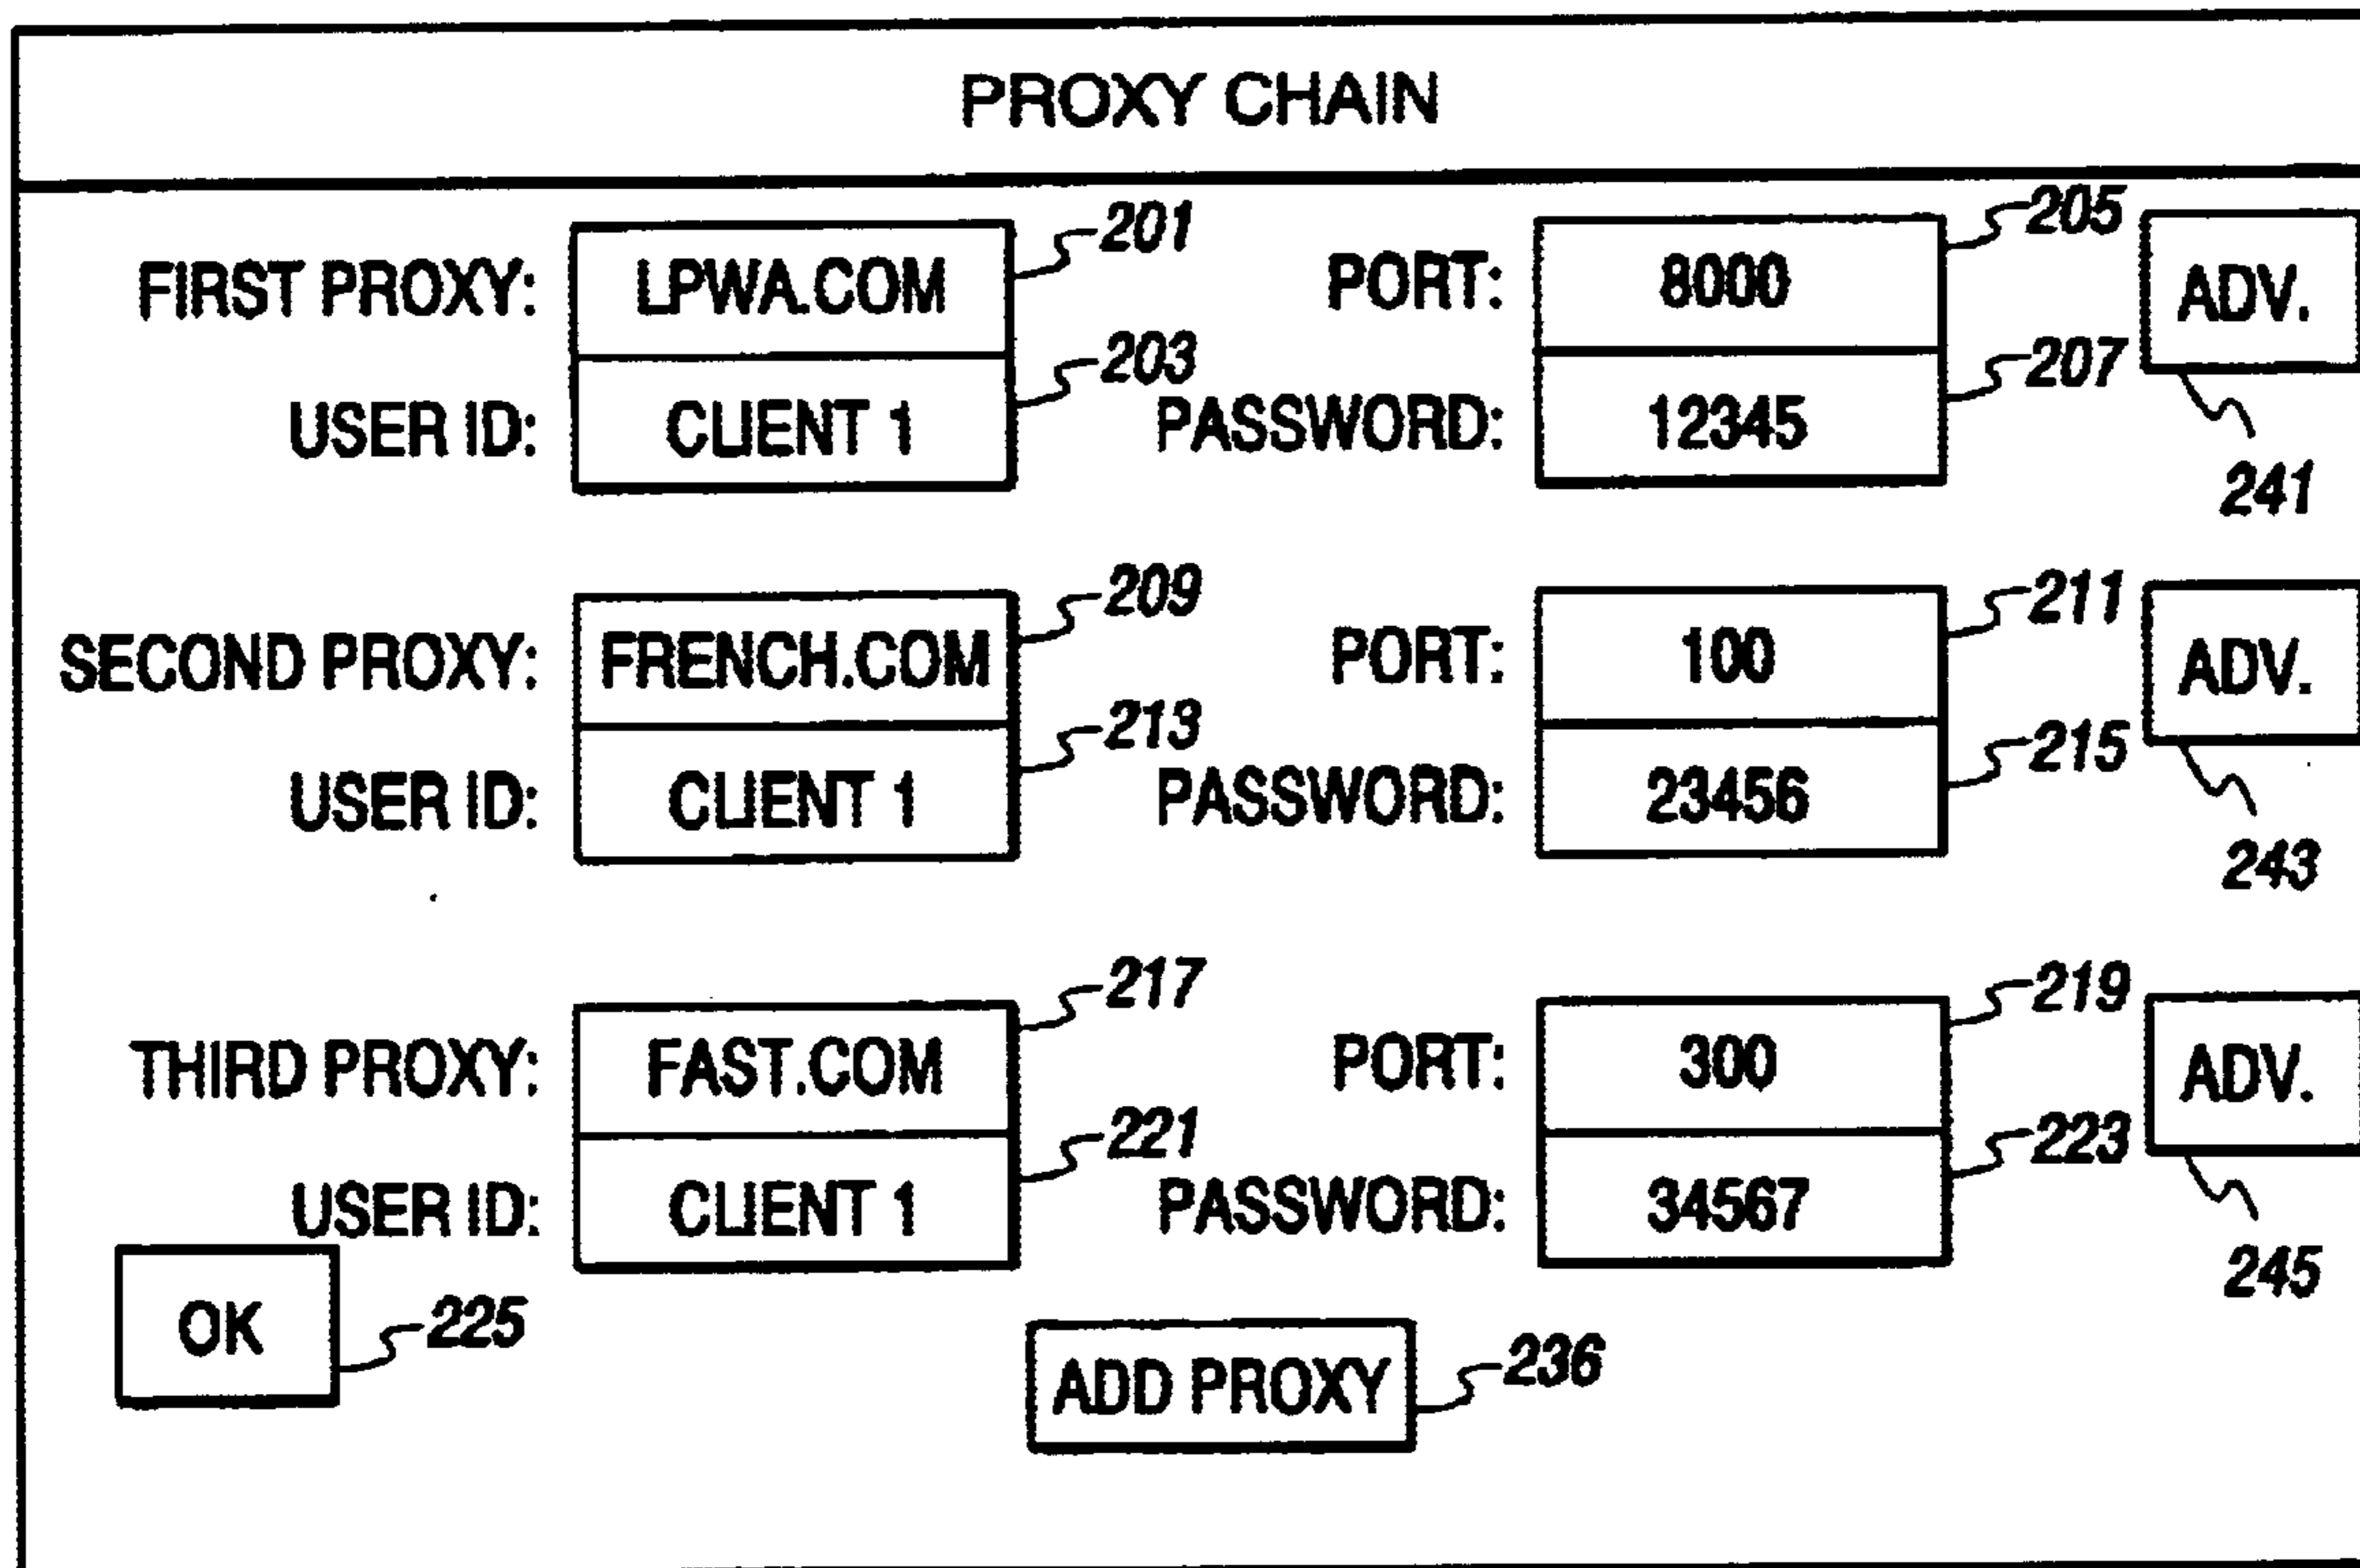 PROXY CHAIN
201 205
FIRST PROXY: LPWA.COM PORT: 8000 ADV.
203 207
USER ID: CLIENT 1 PASSWORD: 12345
241
209 211
SECOND PROXY: FRENCH.COM PORT: 100 ADV.
213 215
USER ID: CLIENT 1 PASSWORD: 23456
243
217 219
THIRD PROXY: FAST.COM PORT: 300 ADV.
221 223
USER ID: CLIENT 1 PASSWORD: 34567
245
OK 225
ADD PROXY 236